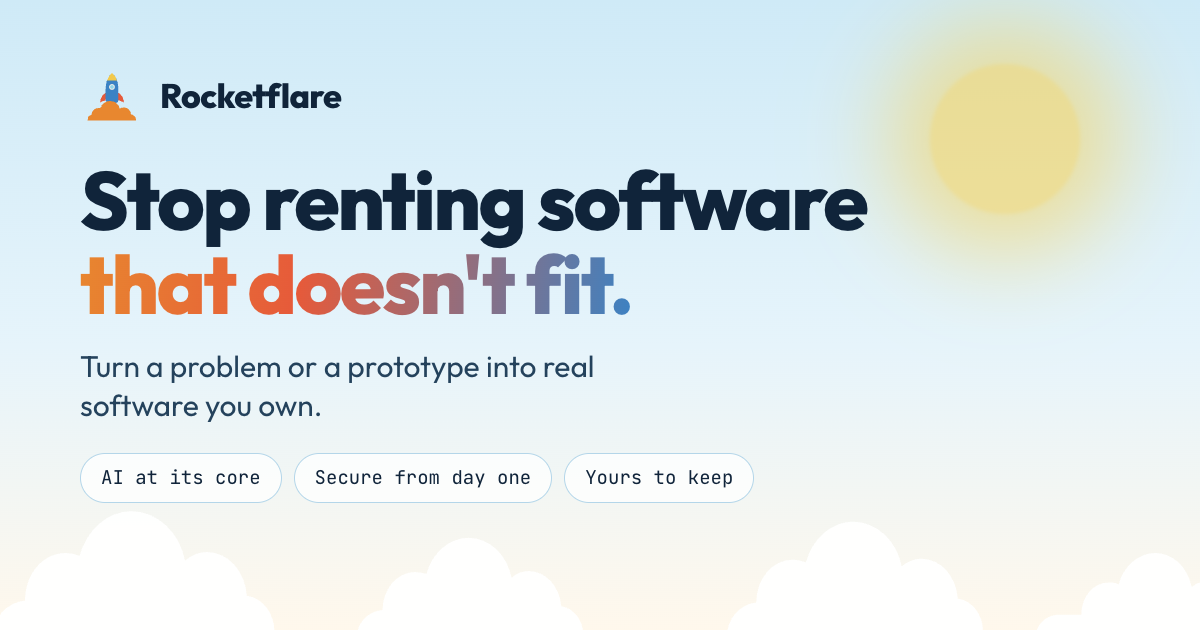 Rocketflare
Stop renting software
that doesn't fit.
Turn a problem or a prototype into real
software you own.
AI at its core
Secure from day one
Yours to keep